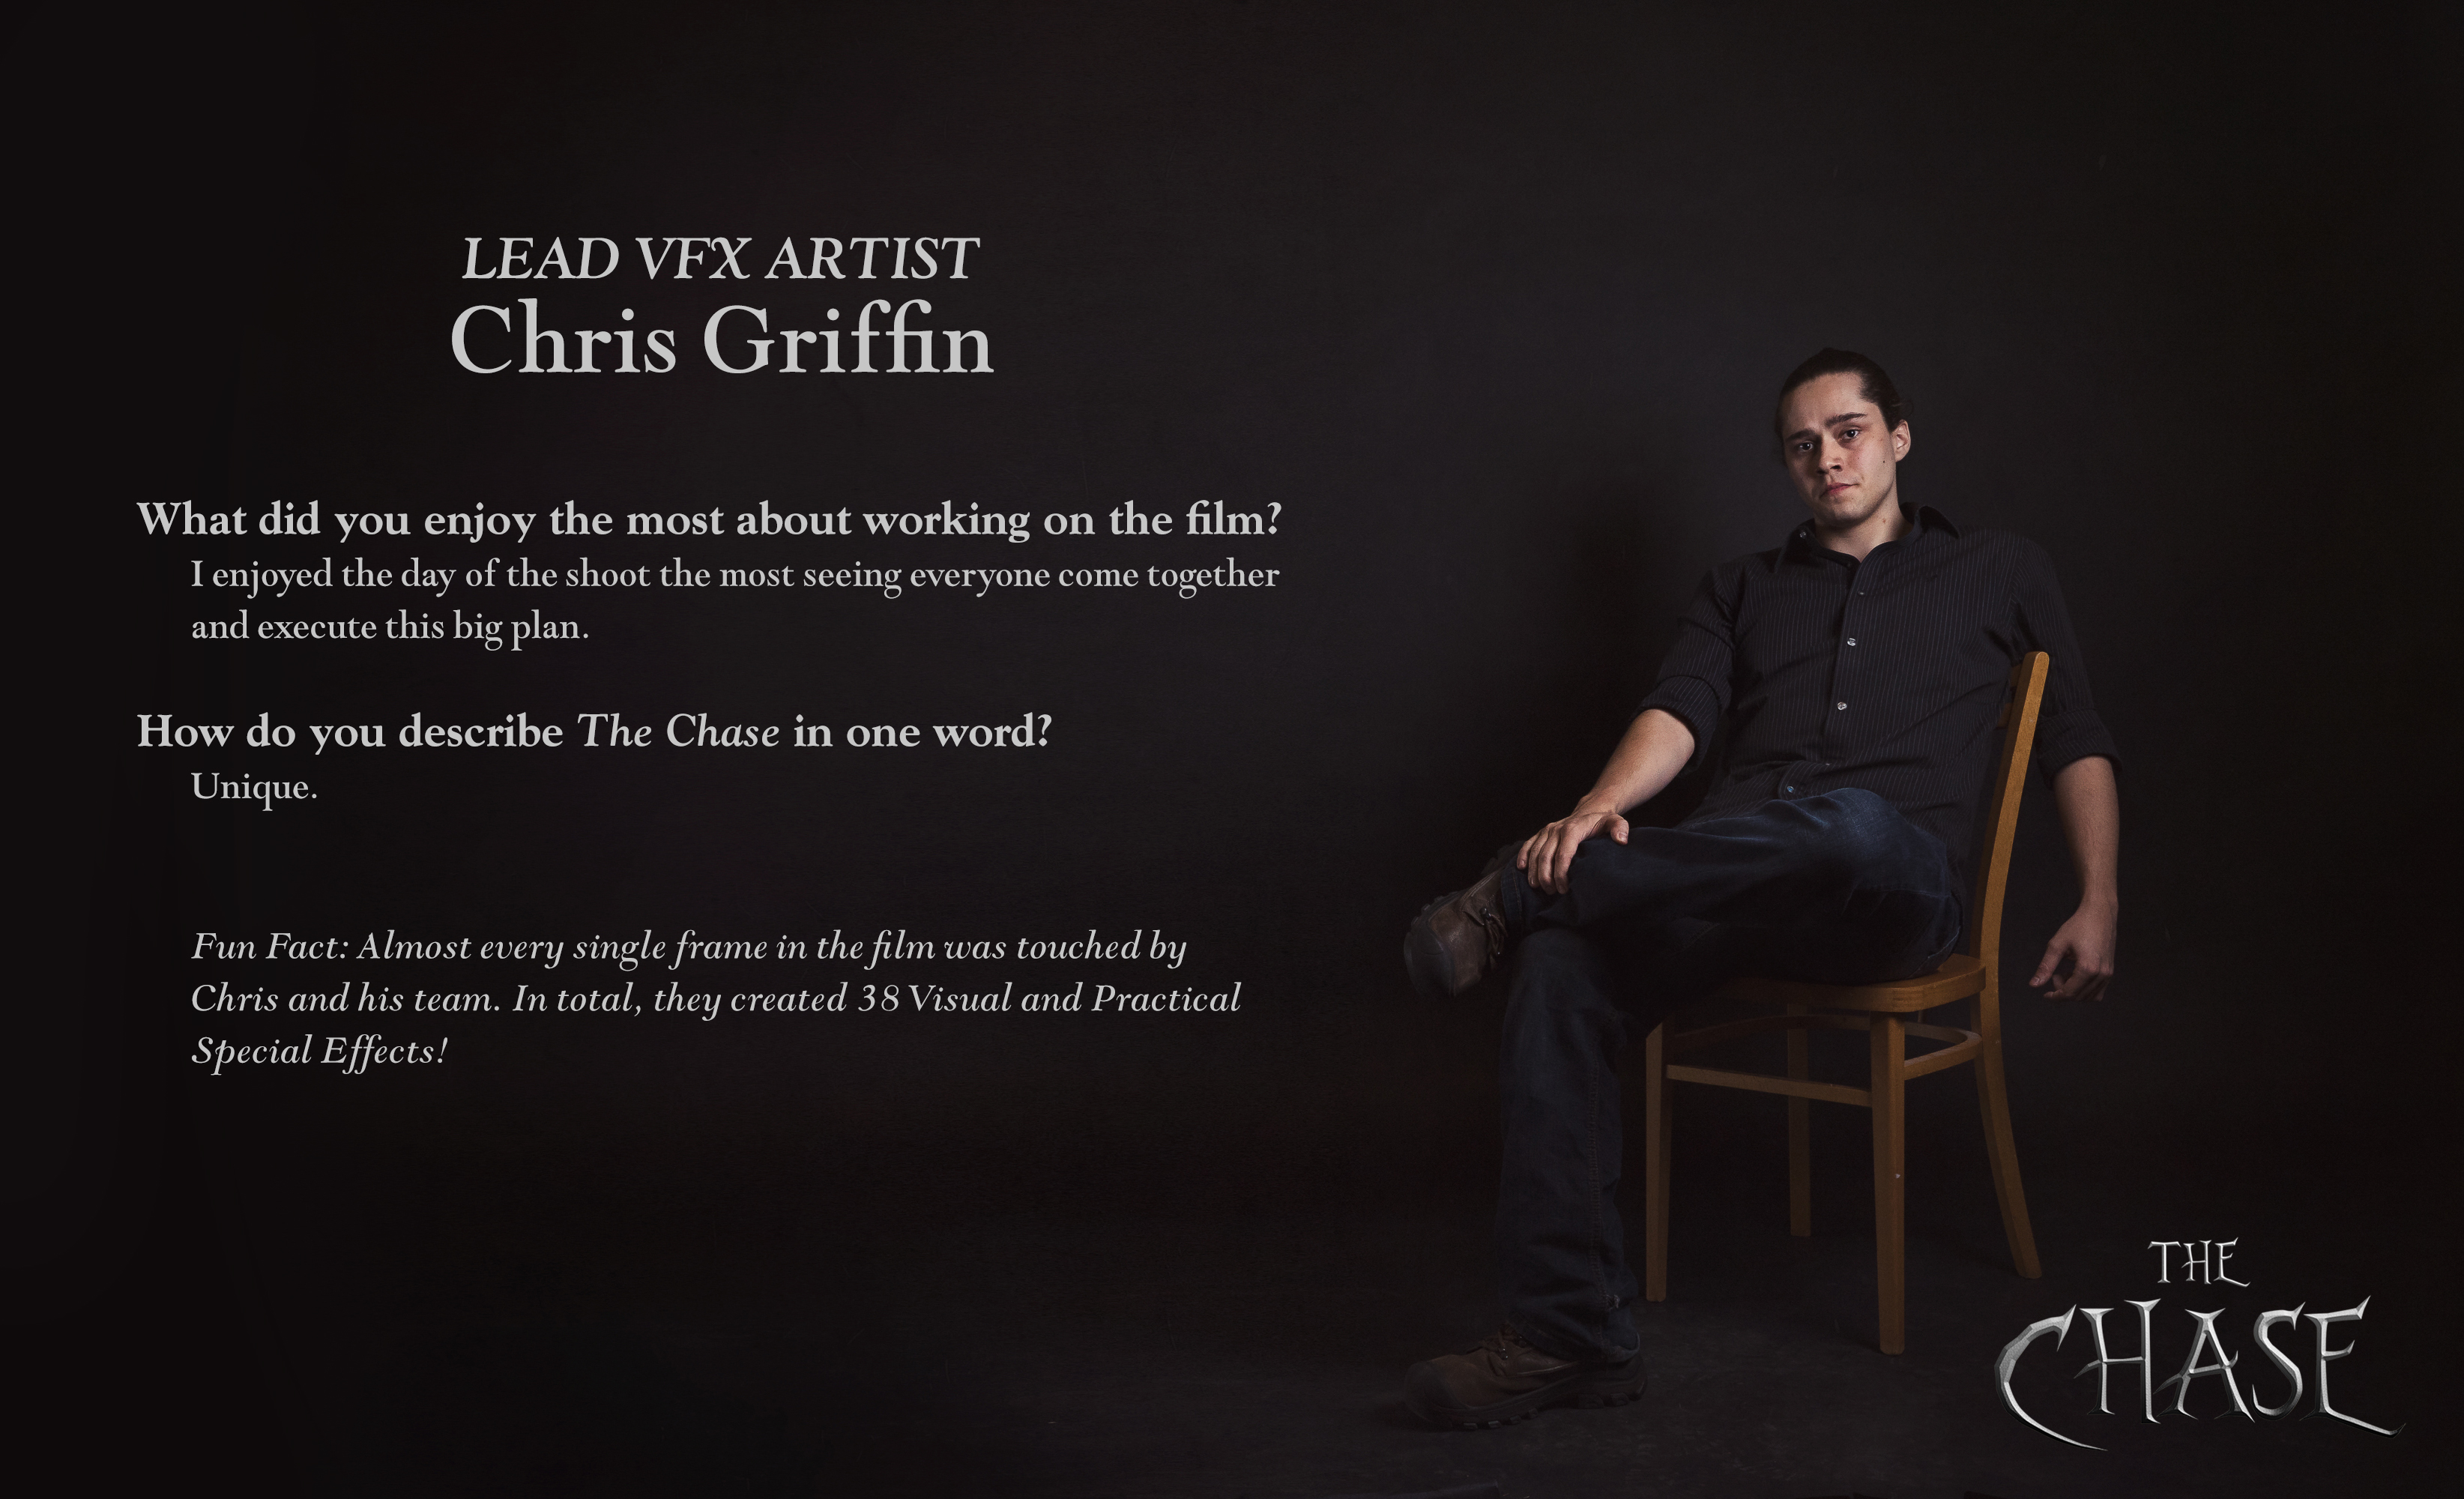 LEAD VFX ARTIST
Chris Griffin
What did you enjoy the most about working on the film?
I enjoyed the day of the shoot the most seeing everyone come together
and execute this big plan.
How do you describe The Chase in one word?
Unique.
Fun Fact: Almost every single frame in the film was touched by
Chris and his team. In total, they created 38 Visual and Practical
Special Effects!
THE
CHASE